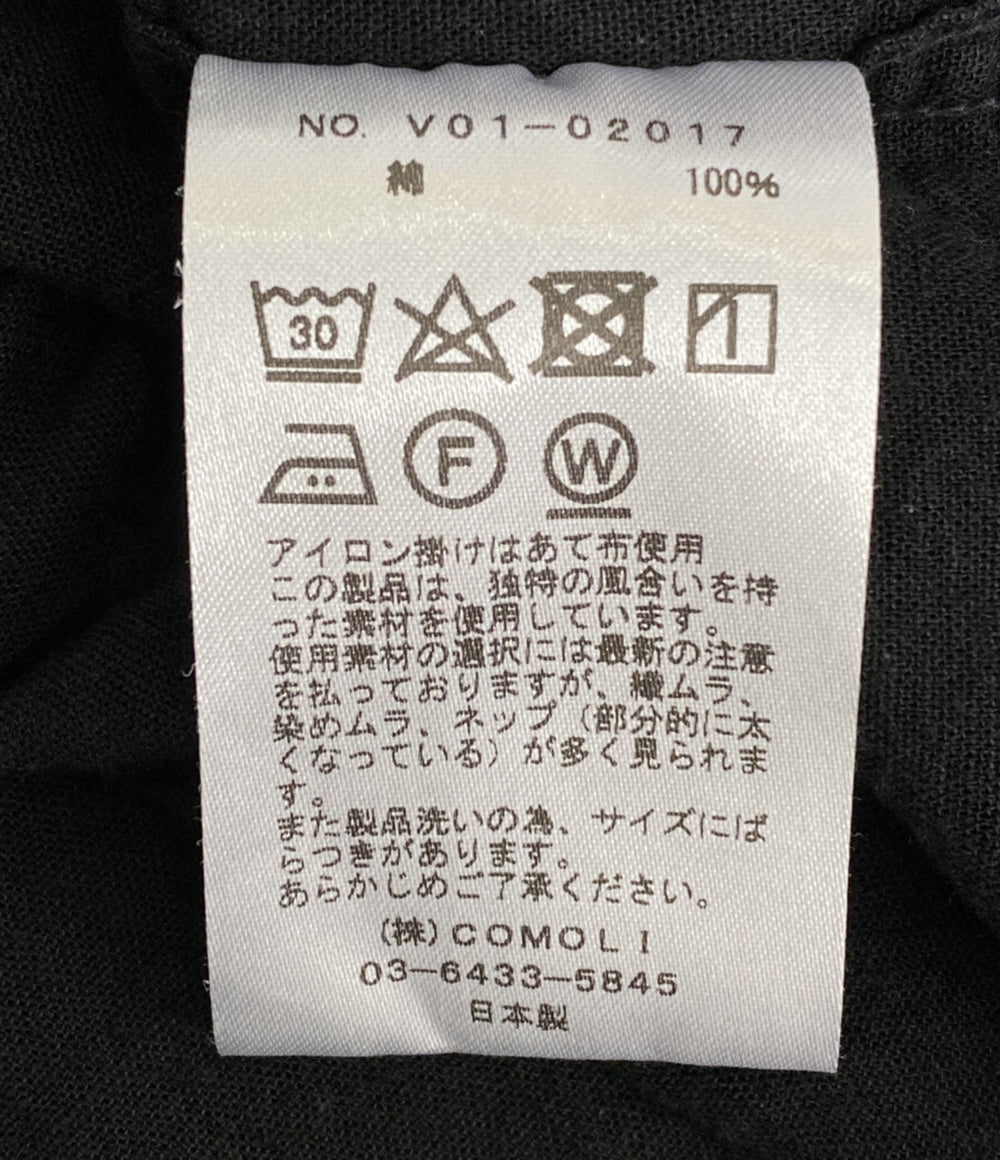 NO. V01-02017
綿 100%
30
F W
アイロン掛けはあて布使用
この製品は、独特の風合いを持
った素材を使用しています。
使用素材の選択には最新の注意
を払っておりますが、織ムラ、
染めムラ、ネップ（部分的に太
くなっている）が多く見られま
す。
また製品洗いの為、サイズにば
らつきがあります。
あらかじめご了承ください。
(株)COMOLI
03-6433-5845
日本製